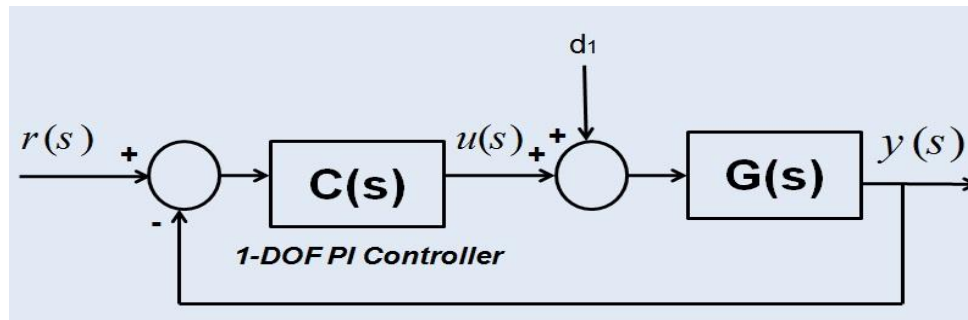 d1
r(s)
+
-
C(s)
u(s)
+
+
G(s)
y(s)
1-DOF PI Controller